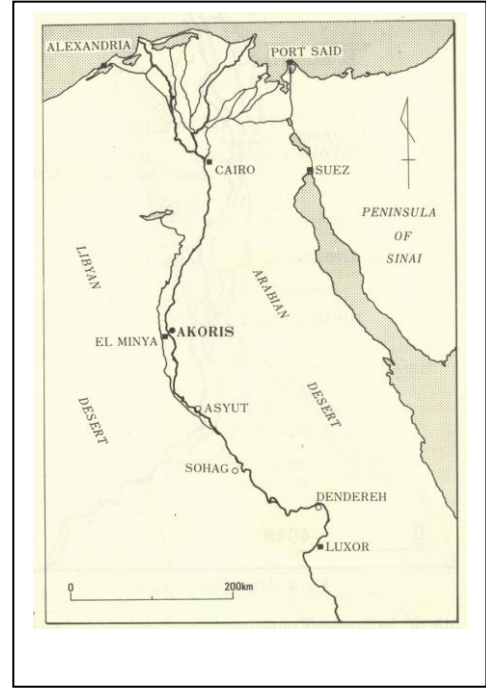 ALEXANDRIA
PORT SAID
CAIRO
SUEZ
PENINSULA
OF
SINAI
LIBYAN
ARABIAN
AKORIS
EL MINYA
DESERT
ASYUT
DESERT
SOHAG
DENDEREH
LUXOR
0
200km